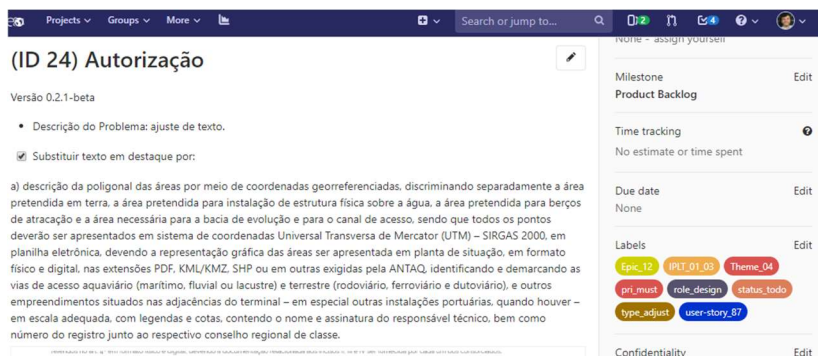 Projects Groups More Search or jump to... 2 4
(ID 24) Autorização
Versão 0.2.1-beta
Descrição do Problema: ajuste de texto.
Substituir texto em destaque por:
a) descrição da poligonal das áreas por meio de coordenadas georreferenciadas, discriminando separadamente a área
pretendida em terra, a área pretendida para instalação de estrutura física sobre a água, a área pretendida para berços
de atracação e a área necessária para a bacia de evolução e para o canal de acesso, sendo que todos os pontos
deverão ser apresentados em sistema de coordenadas Universal Transversa de Mercator (UTM) – SIRGAS 2000, em
planilha eletrônica, devendo a representação gráfica das áreas ser apresentada em planta de situação, em formato
físico e digital, nas extensões PDF, KML/KMZ, SHP ou em outras exigidas pela ANTAQ, identificando e demarcando as
vias de acesso aquaviário (marítimo, fluvial ou lacustre) e terrestre (rodoviário, ferroviário e dutoviário), e outros
empreendimentos situados nas adjacências do terminal – em especial outras instalações portuárias, quando houver –
em escala adequada, com legendas e cotas, contendo o nome e assinatura do responsável técnico, bem como
número do registro junto ao respectivo conselho regional de classe.
None - assign yourself
Milestone Edit
Product Backlog
Time tracking
No estimate or time spent
Due date Edit
None
Labels Edit
Epic_12 IPLT_01_03 Theme_04
pri_must role_design status_todo
type_adjust user-story_87
Confidentiality Edit